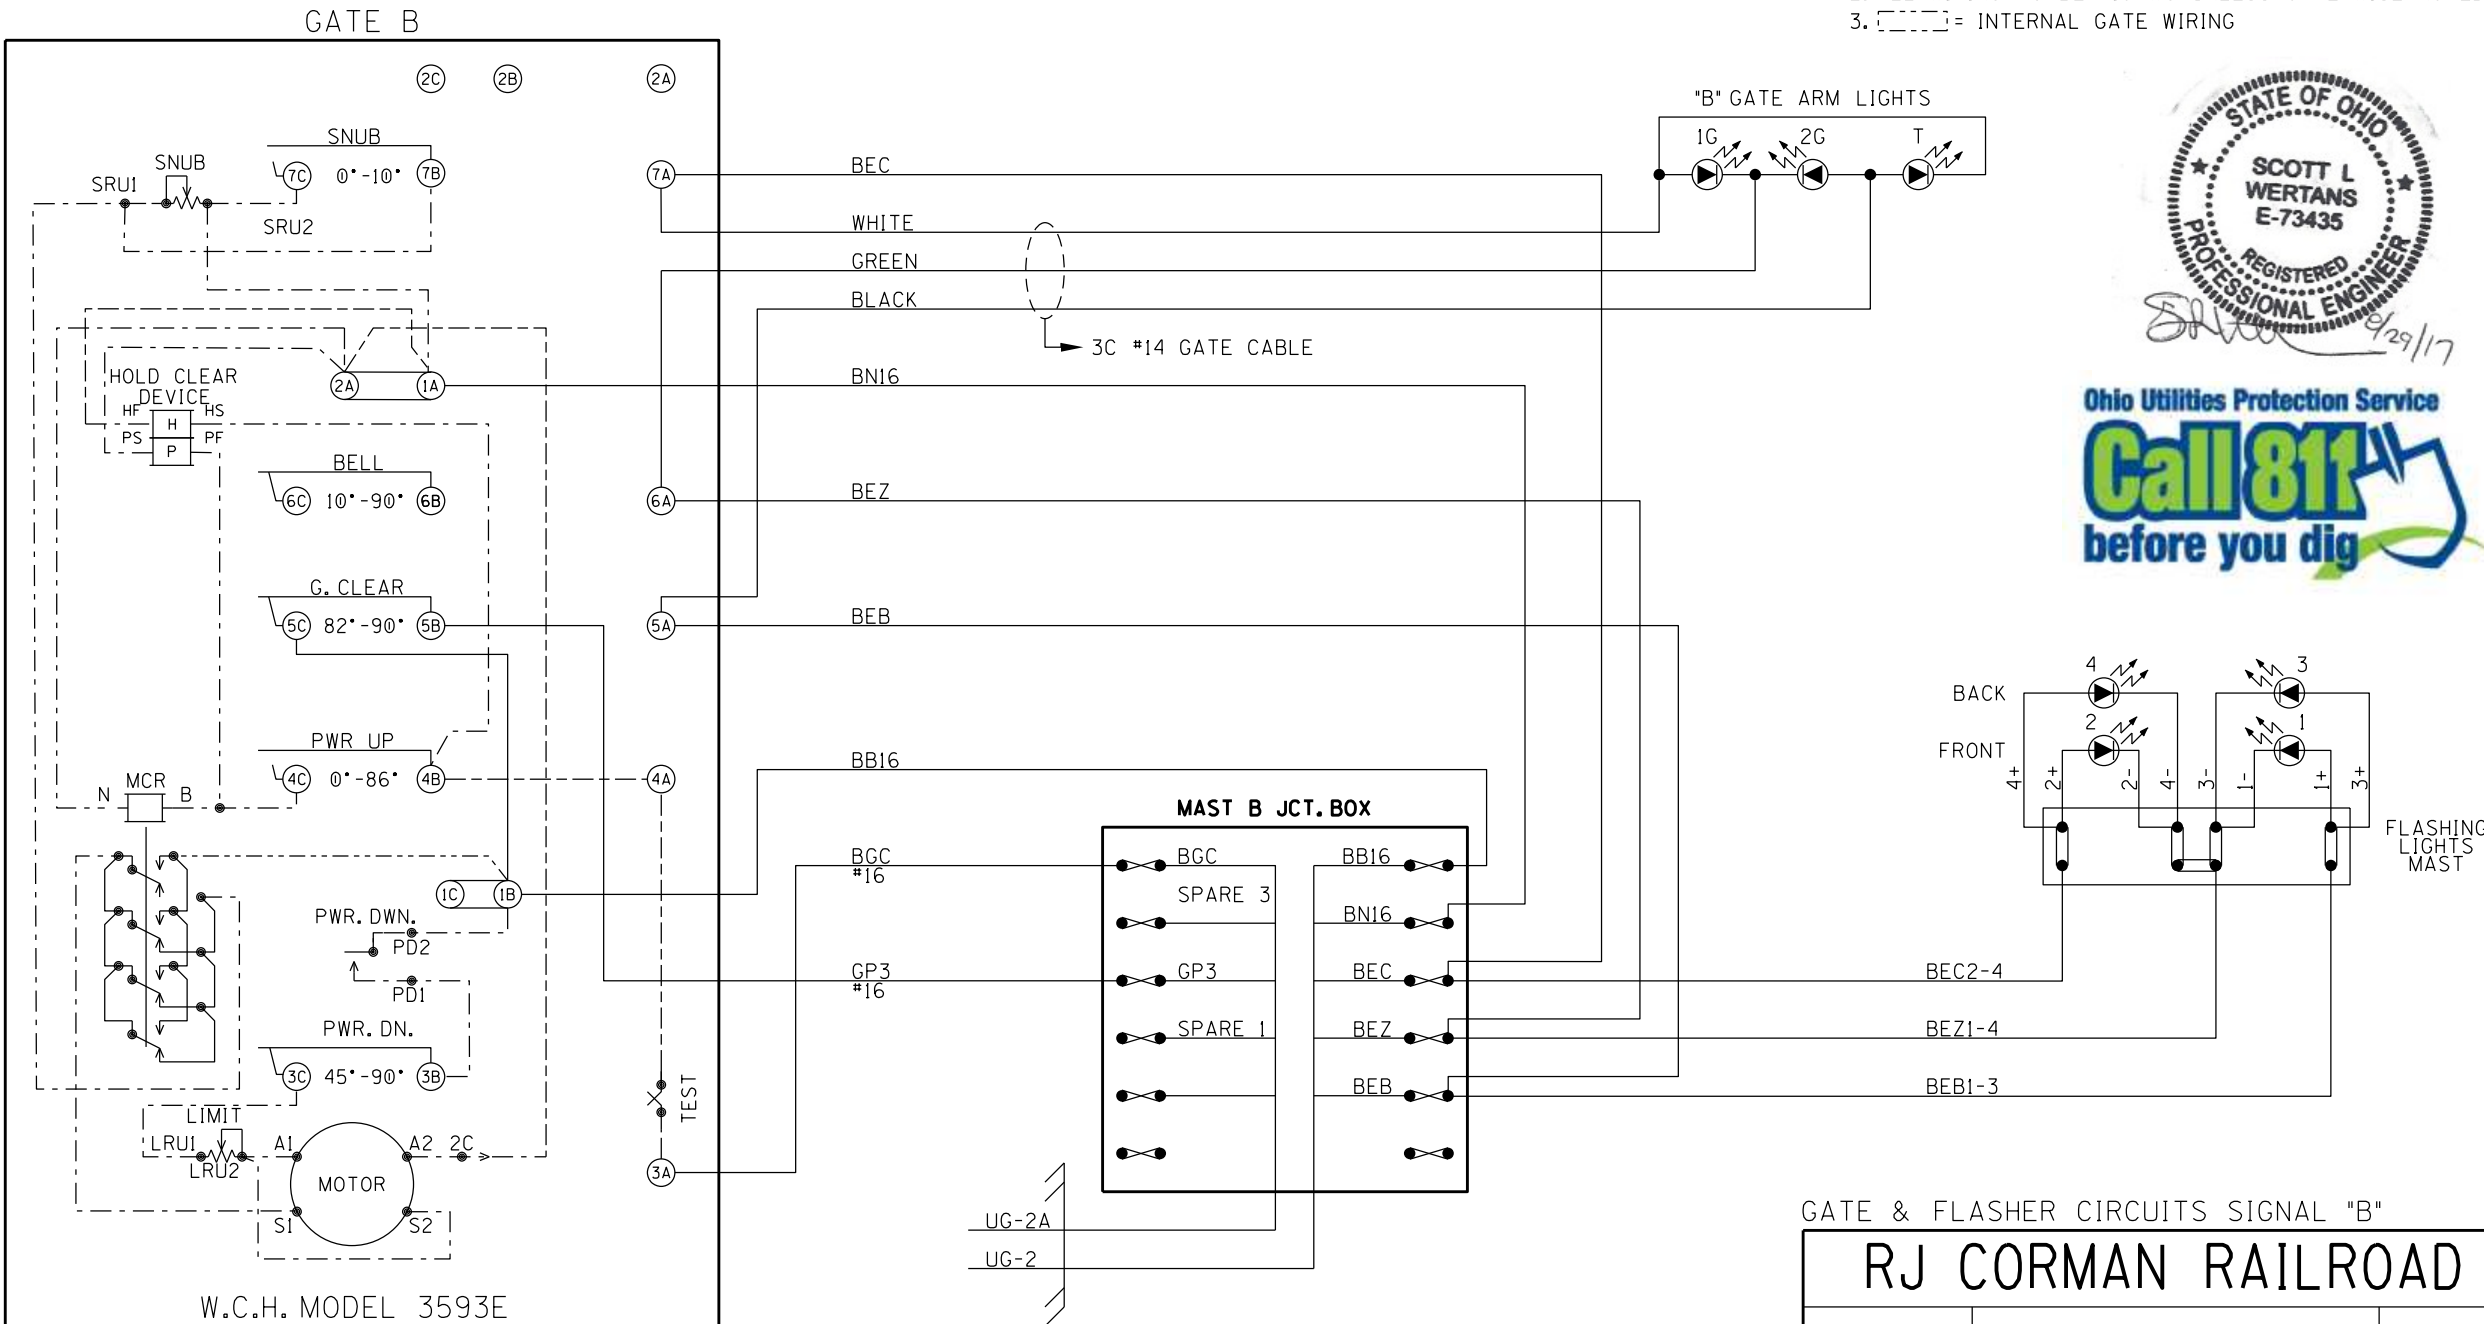 GATE B
3. = INTERNAL GATE WIRING
2C 2B 2A
SNUB
SNUB
SRU1
7C 0°-10° 7B
SRU2
7A
BEC
WHITE
GREEN
BLACK
3C #14 GATE CABLE
"B" GATE ARM LIGHTS
1G 2G T
STATE OF OHIO
SCOTT L
WERTANS
E-73435
REGISTERED
PROFESSIONAL ENGINEER
Ohio Utilities Protection Service
Call 811
before you dig
HOLD CLEAR
DEVICE
HF H HS
PS P PF
2A 1A
BN16
BELL
6C 10°-90° 6B
6A
BEZ
G. CLEAR
5C 82°-90° 5B
5A
BEB
PWR UP
4C 0°-86° 4B
4A
BB16
MCR
N B
1C 1B
BGC
#16
PWR. DWN.
PD2
PD1
GP3
#16
PWR. DN.
3C 45°-90° 3B
TEST
LIMIT
LRU1
LRU2
A1 A2 2C
MOTOR
S1 S2
3A
W.C.H. MODEL 3593E
MAST B JCT. BOX
BGC BB16
SPARE 3
BN16
GP3 BEC
SPARE 1 BEZ
BEB
UG-2A
UG-2
BEC2-4
BEZ1-4
BEB1-3
BACK
4 3
FRONT
2 1
4+ 2+ 2- 4- 3- 1- 1+ 3+
FLASHING
LIGHTS
MAST
GATE & FLASHER CIRCUITS SIGNAL "B"
RJ CORMAN RAILROAD